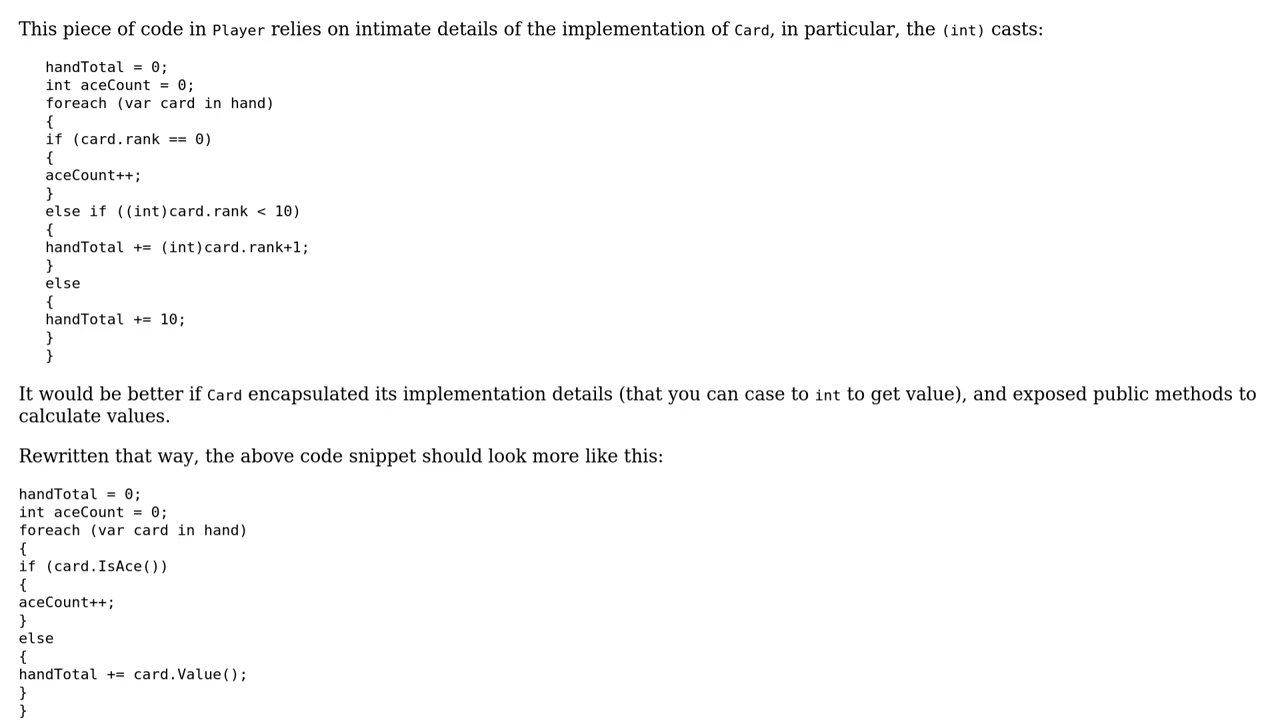 This piece of code in Player relies on intimate details of the implementation of Card, in particular, the (int) casts:
handTotal = 0;
int aceCount = 0;
foreach (var card in hand)
{
if (card.rank == 0)
{
aceCount++;
}
else if ((int)card.rank < 10)
{
handTotal += (int)card.rank+1;
}
else
{
handTotal += 10;
}
}
It would be better if Card encapsulated its implementation details (that you can case to int to get value), and exposed public methods to
calculate values.
Rewritten that way, the above code snippet should look more like this:
handTotal = 0;
int aceCount = 0;
foreach (var card in hand)
{
if (card.IsAce())
{
aceCount++;
}
else
{
handTotal += card.Value();
}
}